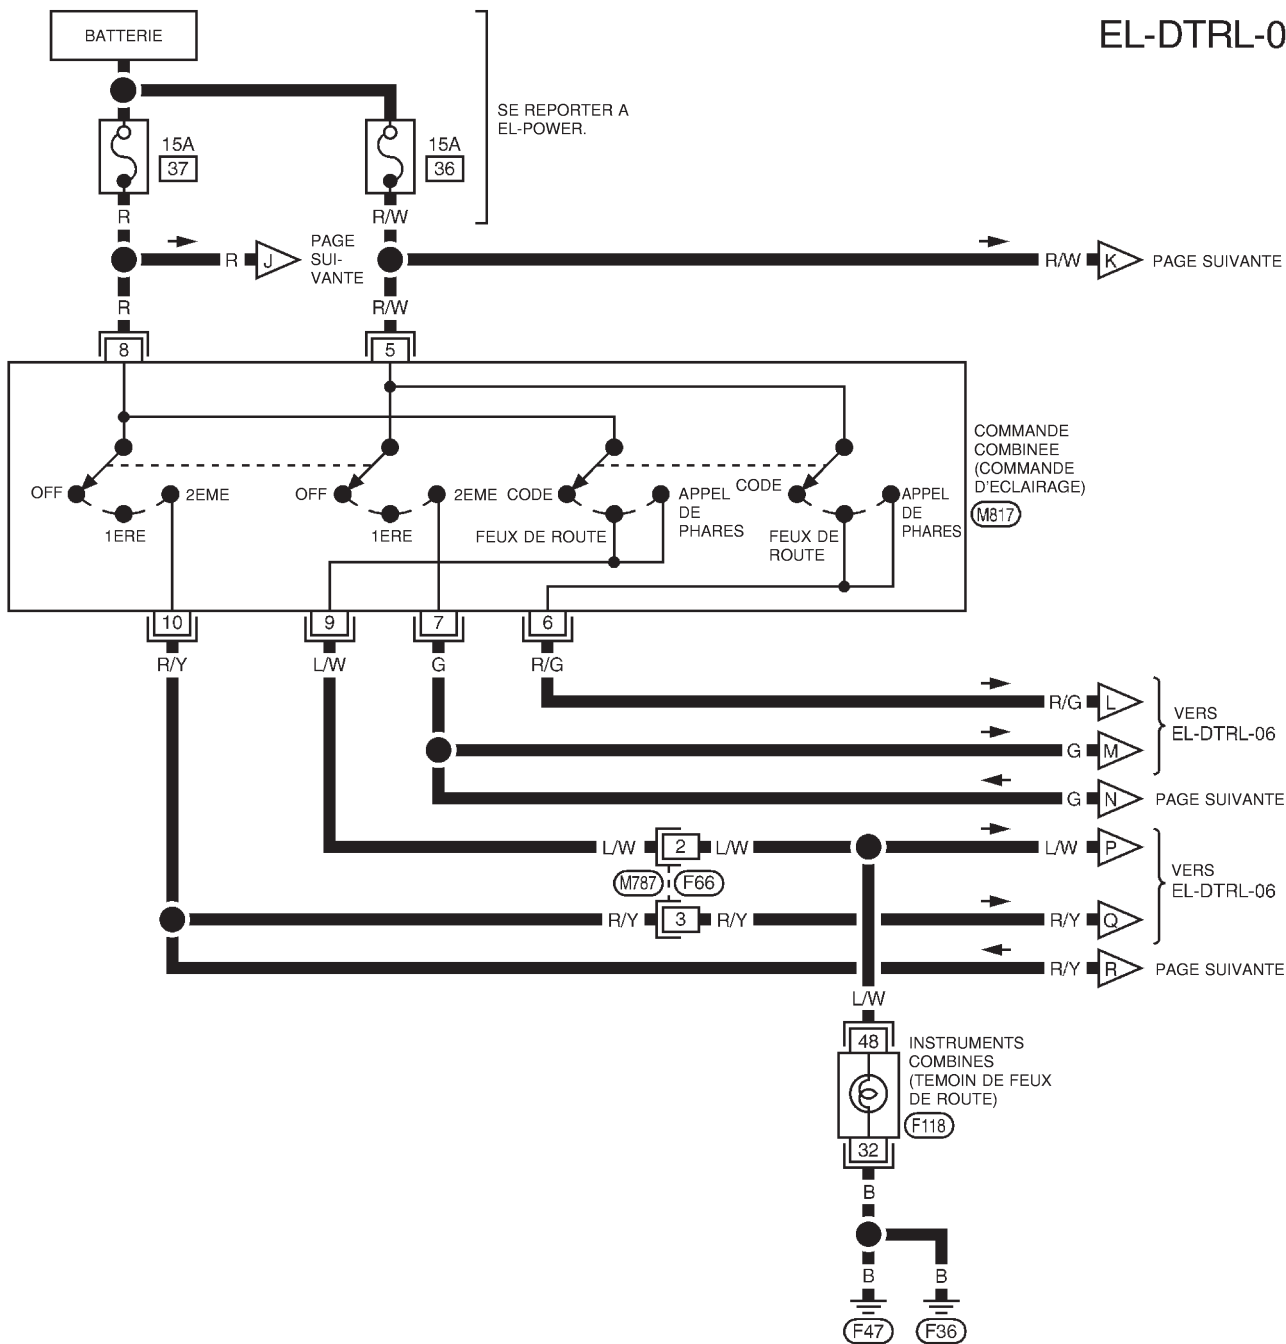 EL-DTRL-0
BATTERIE
SE REPORTER A
EL-POWER.
15A
37
15A
36
R
R/W
R
J
PAGE
SUI-
VANTE
R/W
K
PAGE SUIVANTE
R
R/W
8
5
COMMANDE
COMBINEE
(COMMANDE
D'ECLAIRAGE)
M817
OFF
2EME
1ERE
OFF
2EME
1ERE
CODE
APPEL
DE
PHARES
FEUX DE ROUTE
CODE
APPEL
DE
PHARES
FEUX DE
ROUTE
10
9
7
6
R/Y
L/W
G
R/G
R/G
L
G
M
VERS
EL-DTRL-06
G
N
PAGE SUIVANTE
L/W
2
L/W
L/W
P
M787
F66
VERS
EL-DTRL-06
R/Y
3
R/Y
R/Y
Q
R/Y
R
PAGE SUIVANTE
L/W
48
INSTRUMENTS
COMBINES
(TEMOIN DE FEUX
DE ROUTE)
F118
32
B
B
B
F47
F36